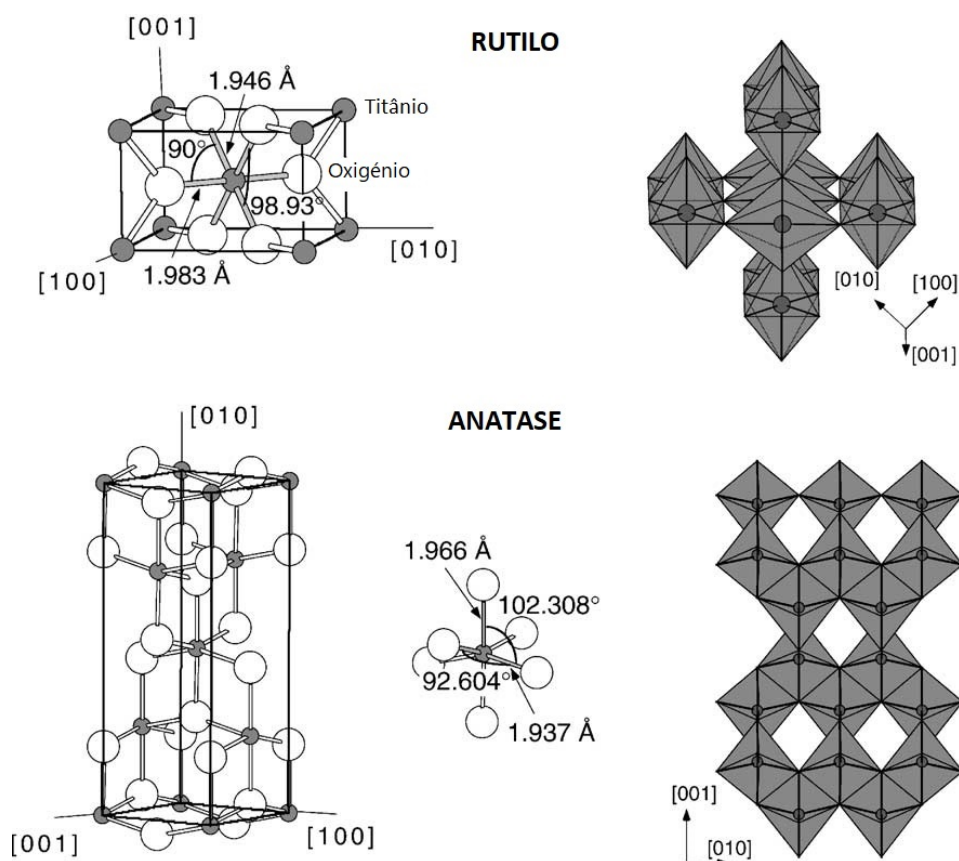 RUTILO
[001]
1.946 Å
Titânio
90°
Oxigénio
98.93°
[010]
[100]
1.983 Å
[010]
[100]
[001]
ANATASE
[010]
1.966 Å
102.308°
92.604°
1.937 Å
[001]
[100]
[001]
[010]